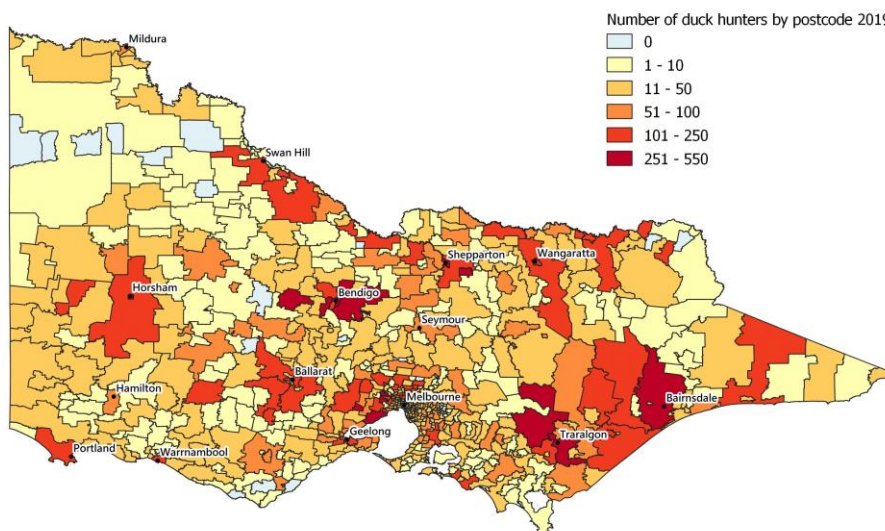 Number of duck hunters by postcode 2019
0
1 - 10
11 - 50
51 - 100
101 - 250
251 - 550
Mildura
Swan Hill
Shepparton
Wangaratta
Horsham
Bendigo
Seymour
Ballarat
Hamilton
Melbourne
Bairnsdale
Geelong
Traralgon
Portland
Warrnambool